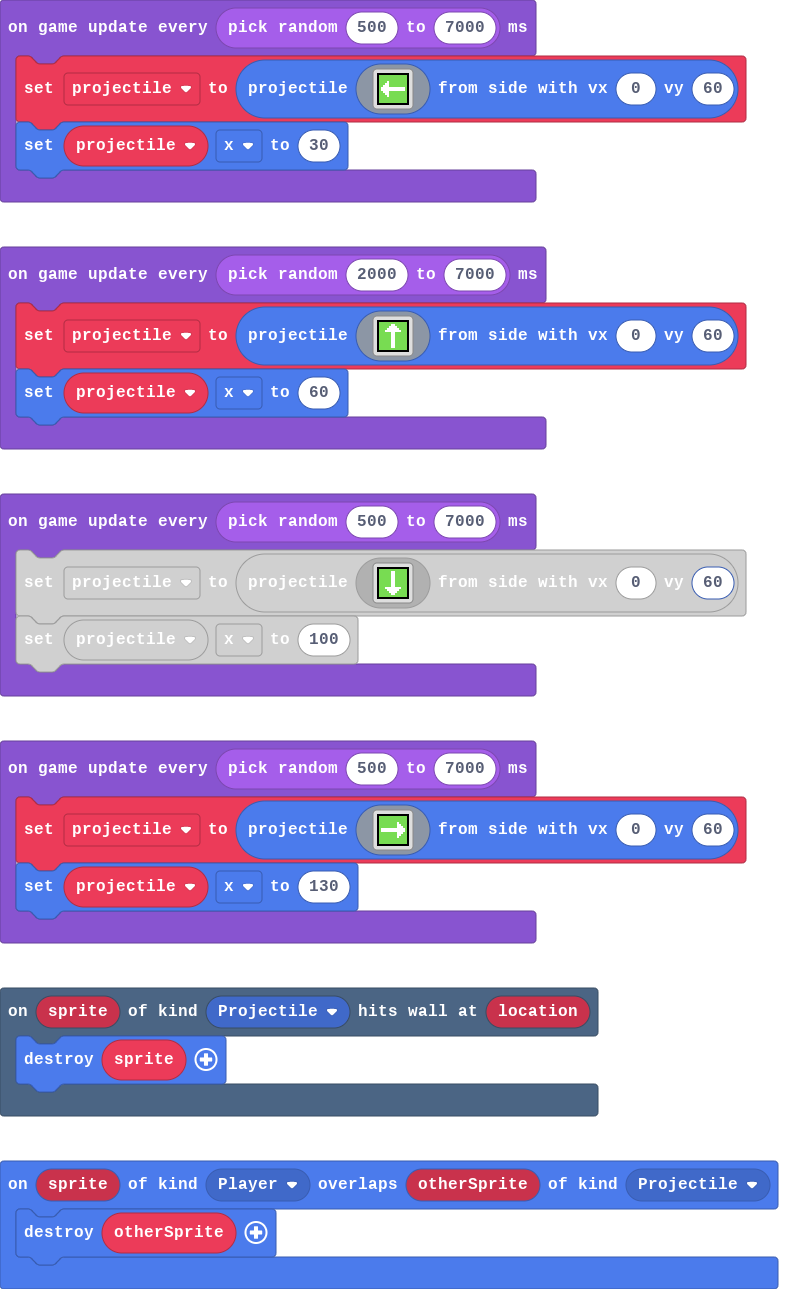 on game update every pick random 500 to 7000 ms
set projectile to projectile from side with vx 0 vy 60
set projectile x to 30
on game update every pick random 2000 to 7000 ms
set projectile to projectile from side with vx 0 vy 60
set projectile x to 60
on game update every pick random 500 to 7000 ms
set projectile to projectile from side with vx 0 vy 60
set projectile x to 100
on game update every pick random 500 to 7000 ms
set projectile to projectile from side with vx 0 vy 60
set projectile x to 130
on sprite of kind Projectile hits wall at location
destroy sprite
on sprite of kind Player overlaps otherSprite of kind Projectile
destroy otherSprite